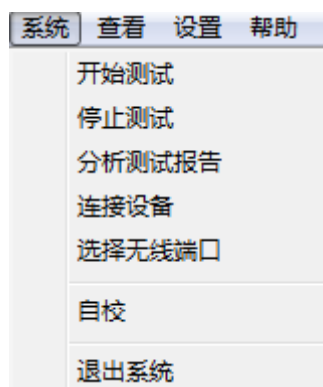 系统 查看 设置 帮助
开始测试
停止测试
分析测试报告
连接设备
选择无线端口
自校
退出系统